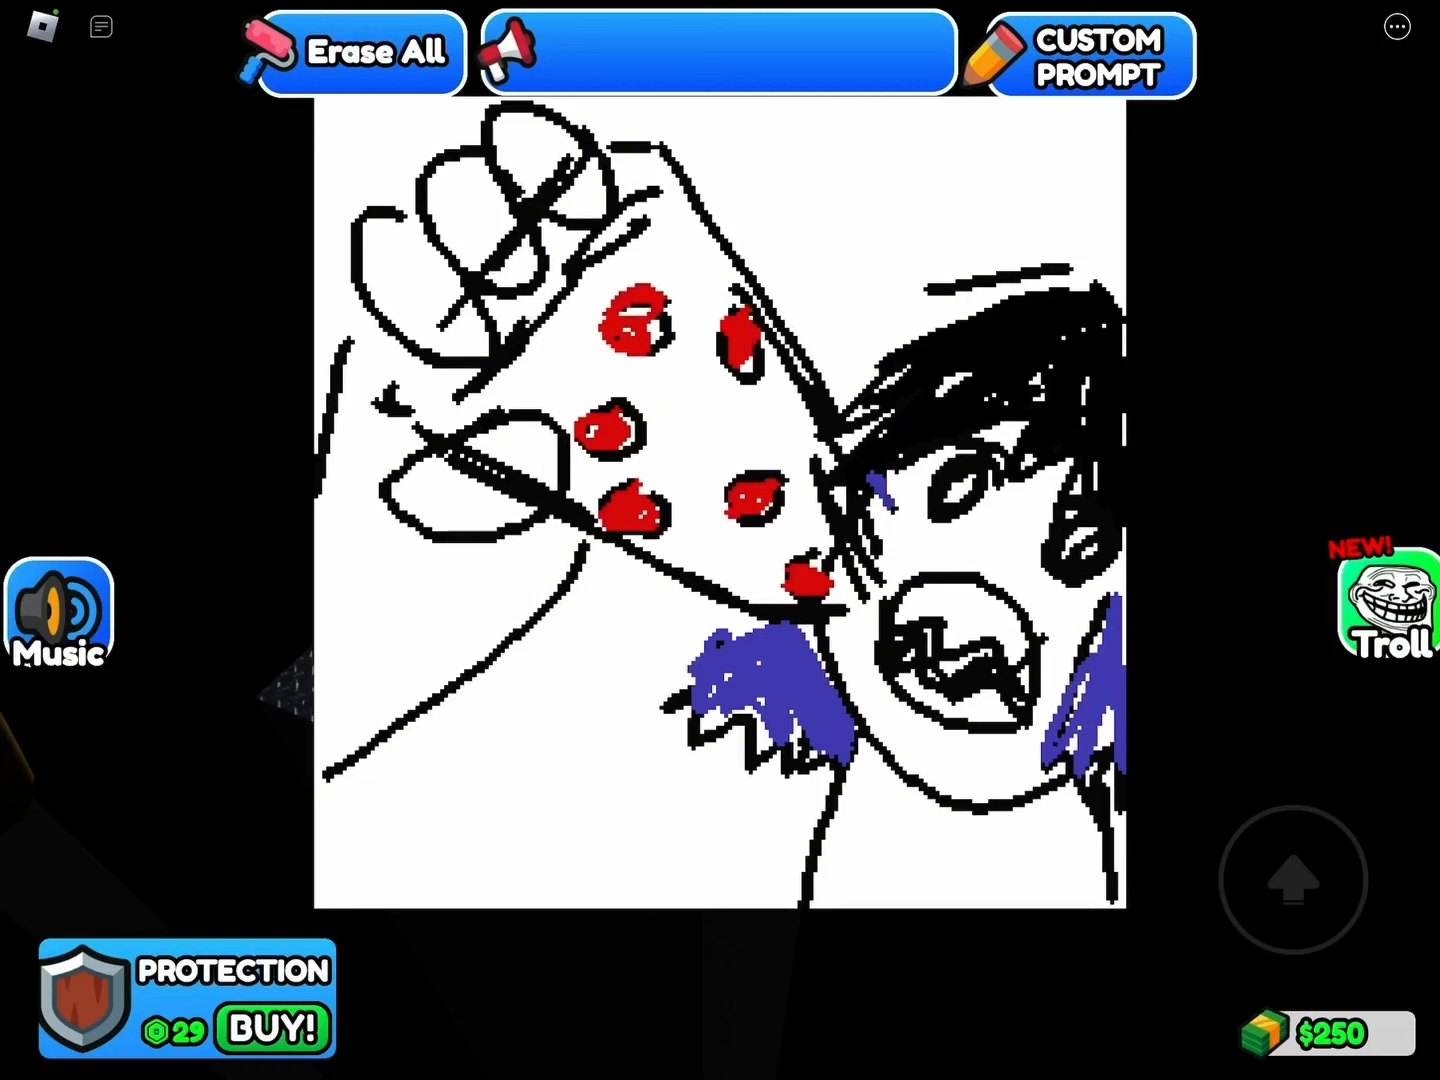 Erase All
CUSTOM
PROMPT
NEW!
Music
Troll
PROTECTION
29
BUY!
$250